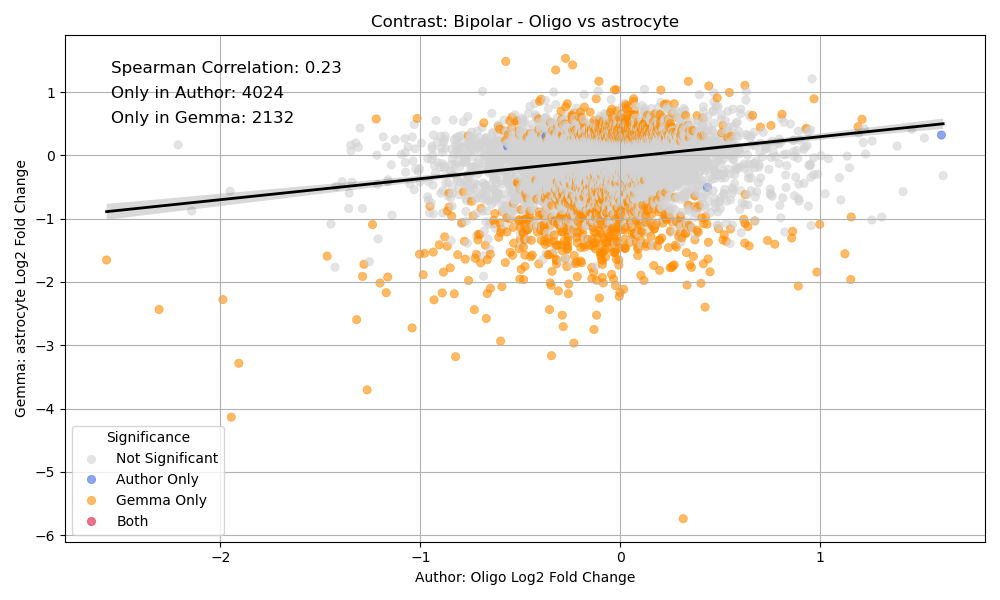 Contrast: Bipolar - Oligo vs astrocyte
Spearman Correlation: 0.23
Only in Author: 4024
Only in Gemma: 2132
Gemma: astrocyte Log2 Fold Change
1
0
−1
−2
−3
−4
−5
−6
Significance
Not Significant
Author Only
Gemma Only
Both
−2
−1
0
1
Author: Oligo Log2 Fold Change